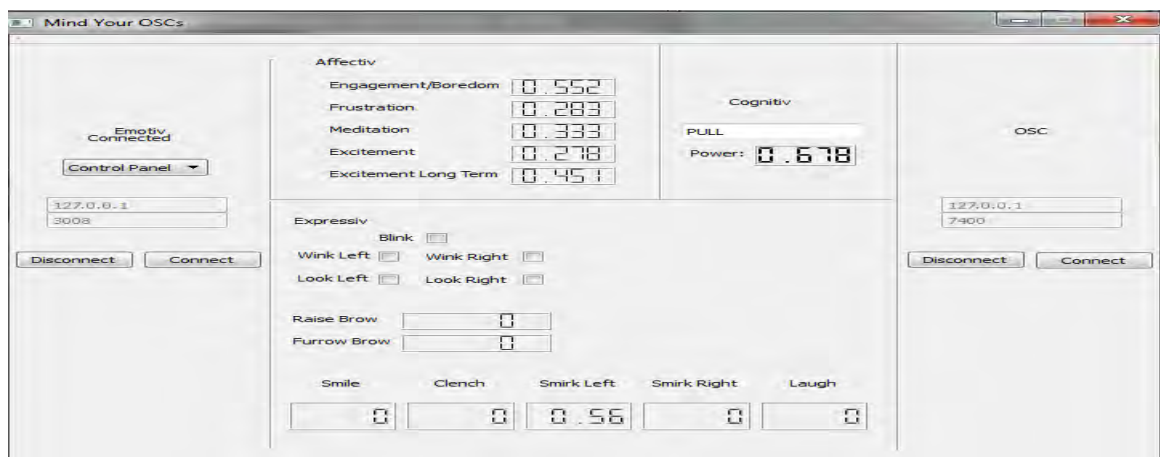 Mind Your OSCs
Emotiv
Connected
Control Panel
127.0.0.1
3008
Disconnect Connect
Affectiv
Engagement/Boredom 0.552
Frustration 0.283
Meditation 0.333
Excitement 0.278
Excitement Long Term 0.451
Cognitiv
PULL
Power: 0.678
Expressiv
Blink
Wink Left Wink Right
Look Left Look Right
Raise Brow 0
Furrow Brow 0
Smile Clench Smirk Left Smirk Right Laugh
0 0 0.56 0 0
OSC
127.0.0.1
7400
Disconnect Connect